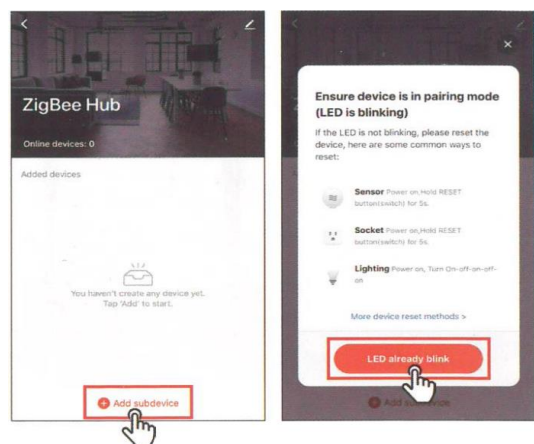 ZigBee Hub
Online devices: 0
Added devices
You haven't create any device yet.
Tap 'Add' to start.
Add subdevice
Ensure device is in pairing mode
(LED is blinking)
If the LED is not blinking, please reset the
device, here are some common ways to
reset:
Sensor Power on,Hold RESET
button(switch) for 5s.
Socket Power on,Hold RESET
button(switch) for 5s.
Lighting Power on, Turn On-off-on-off-
on
More device reset methods >
LED already blink
Add subdevice